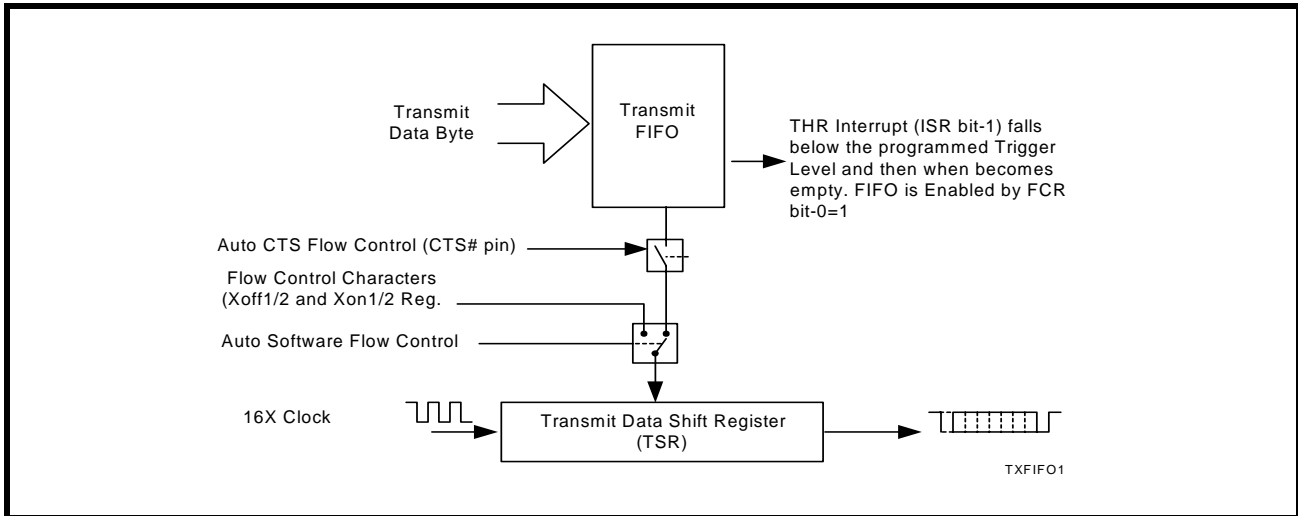 Transmit
Data Byte
Transmit
FIFO
THR Interrupt (ISR bit-1) falls
below the programmed Trigger
Level and then when becomes
empty. FIFO is Enabled by FCR
bit-0=1
Auto CTS Flow Control (CTS# pin)
Flow Control Characters
(Xoff1/2 and Xon1/2 Reg.
Auto Software Flow Control
16X Clock
Transmit Data Shift Register
(TSR)
TXFIFO1